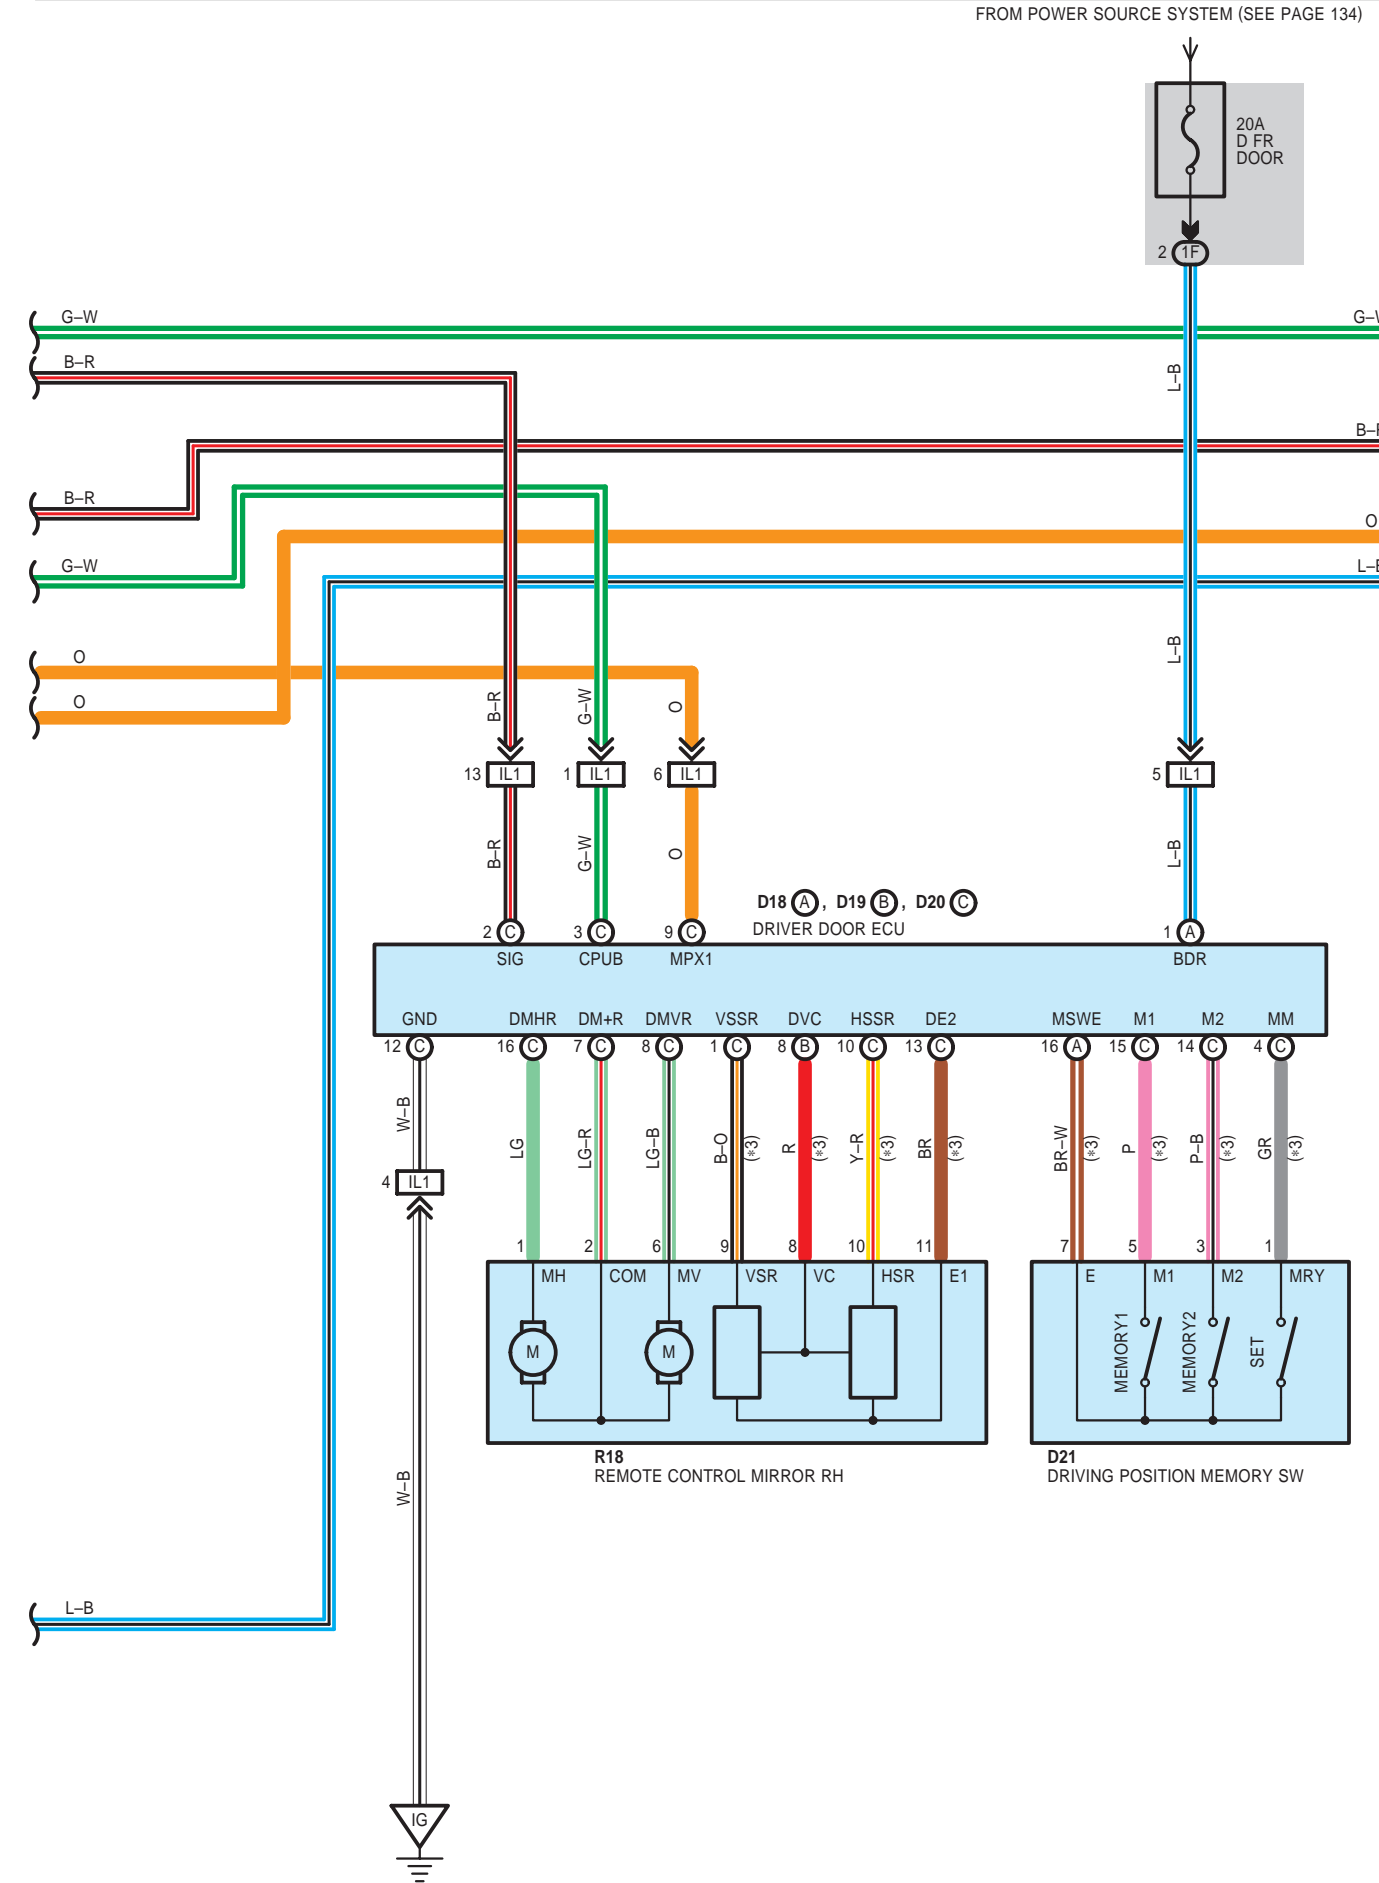 FROM POWER SOURCE SYSTEM (SEE PAGE 134)
20A
D FR
DOOR
2 1F
G–W
B–R
L–B
B–R
G–W
O
L–B
O
O
B–R G–W O L–B
13 IL1 1 IL1 6 IL1 5 IL1
B–R G–W O L–B
D18 A , D19 B , D20 C
DRIVER DOOR ECU
2 C 3 C 9 C 1 A
SIG CPUB MPX1 BDR
GND DMHR DM+R DMVR VSSR DVC HSSR DE2 MSWE M1 M2 MM
12 C 16 C 7 C 8 C 1 C 8 B 10 C 13 C 16 A 15 C 14 C 4 C
W–B LG LG–R LG–B B–O (*3) R (*3) Y–R (*3) BR (*3) BR–W (*3) P (*3) P–B (*3) GR (*3)
4 IL1
1 2 6 9 8 10 11 7 5 3 1
MH COM MV VSR VC HSR E1 E M1 M2 MRY
M M MEMORY1 MEMORY2 SET
R18
REMOTE CONTROL MIRROR RH
D21
DRIVING POSITION MEMORY SW
W–B
L–B
IG